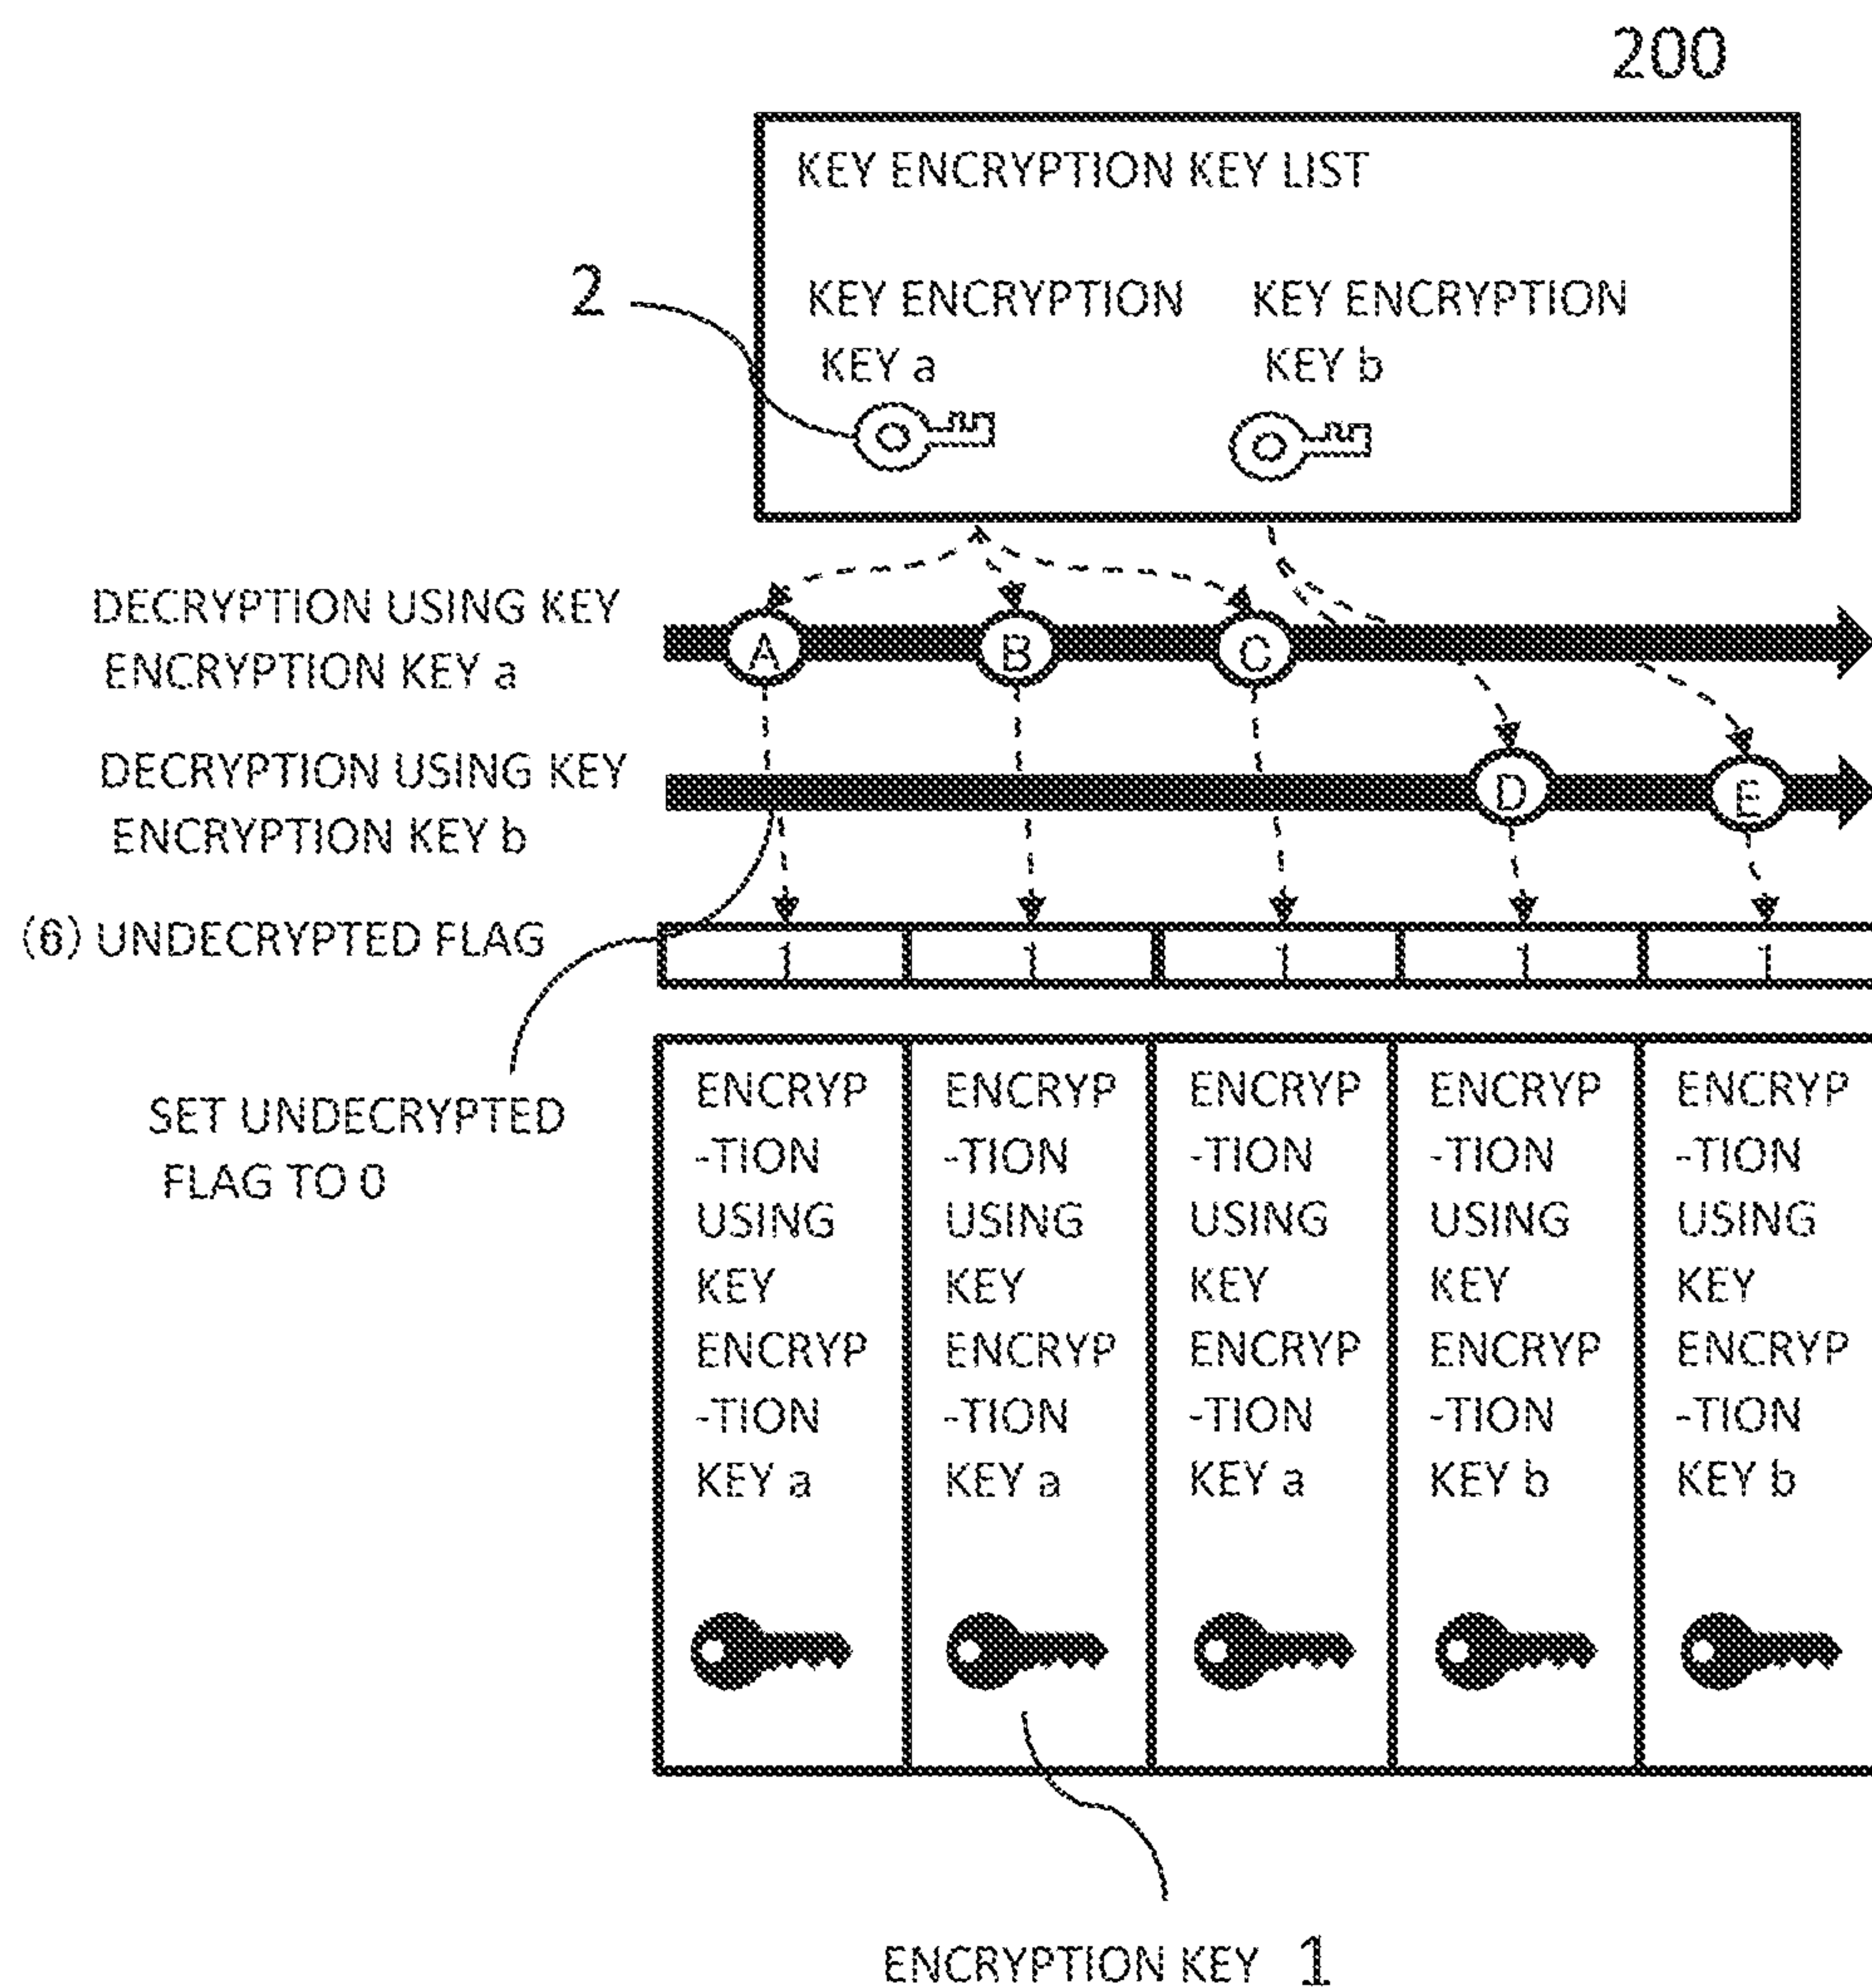 200
KEY ENCRYPTION KEY LIST
2
KEY ENCRYPTION
KEY a
KEY ENCRYPTION
KEY b
DECRYPTION USING KEY
ENCRYPTION KEY a
A
B
C
DECRYPTION USING KEY
ENCRYPTION KEY b
D
E
(6) UNDECRYPTED FLAG
1
1
1
1
1
SET UNDECRYPTED
FLAG TO 0
ENCRYP
-TION
USING
KEY
ENCRYP
-TION
KEY a
ENCRYP
-TION
USING
KEY
ENCRYP
-TION
KEY a
ENCRYP
-TION
USING
KEY
ENCRYP
-TION
KEY a
ENCRYP
-TION
USING
KEY
ENCRYP
-TION
KEY b
ENCRYP
-TION
USING
KEY
ENCRYP
-TION
KEY b
ENCRYPTION KEY 1